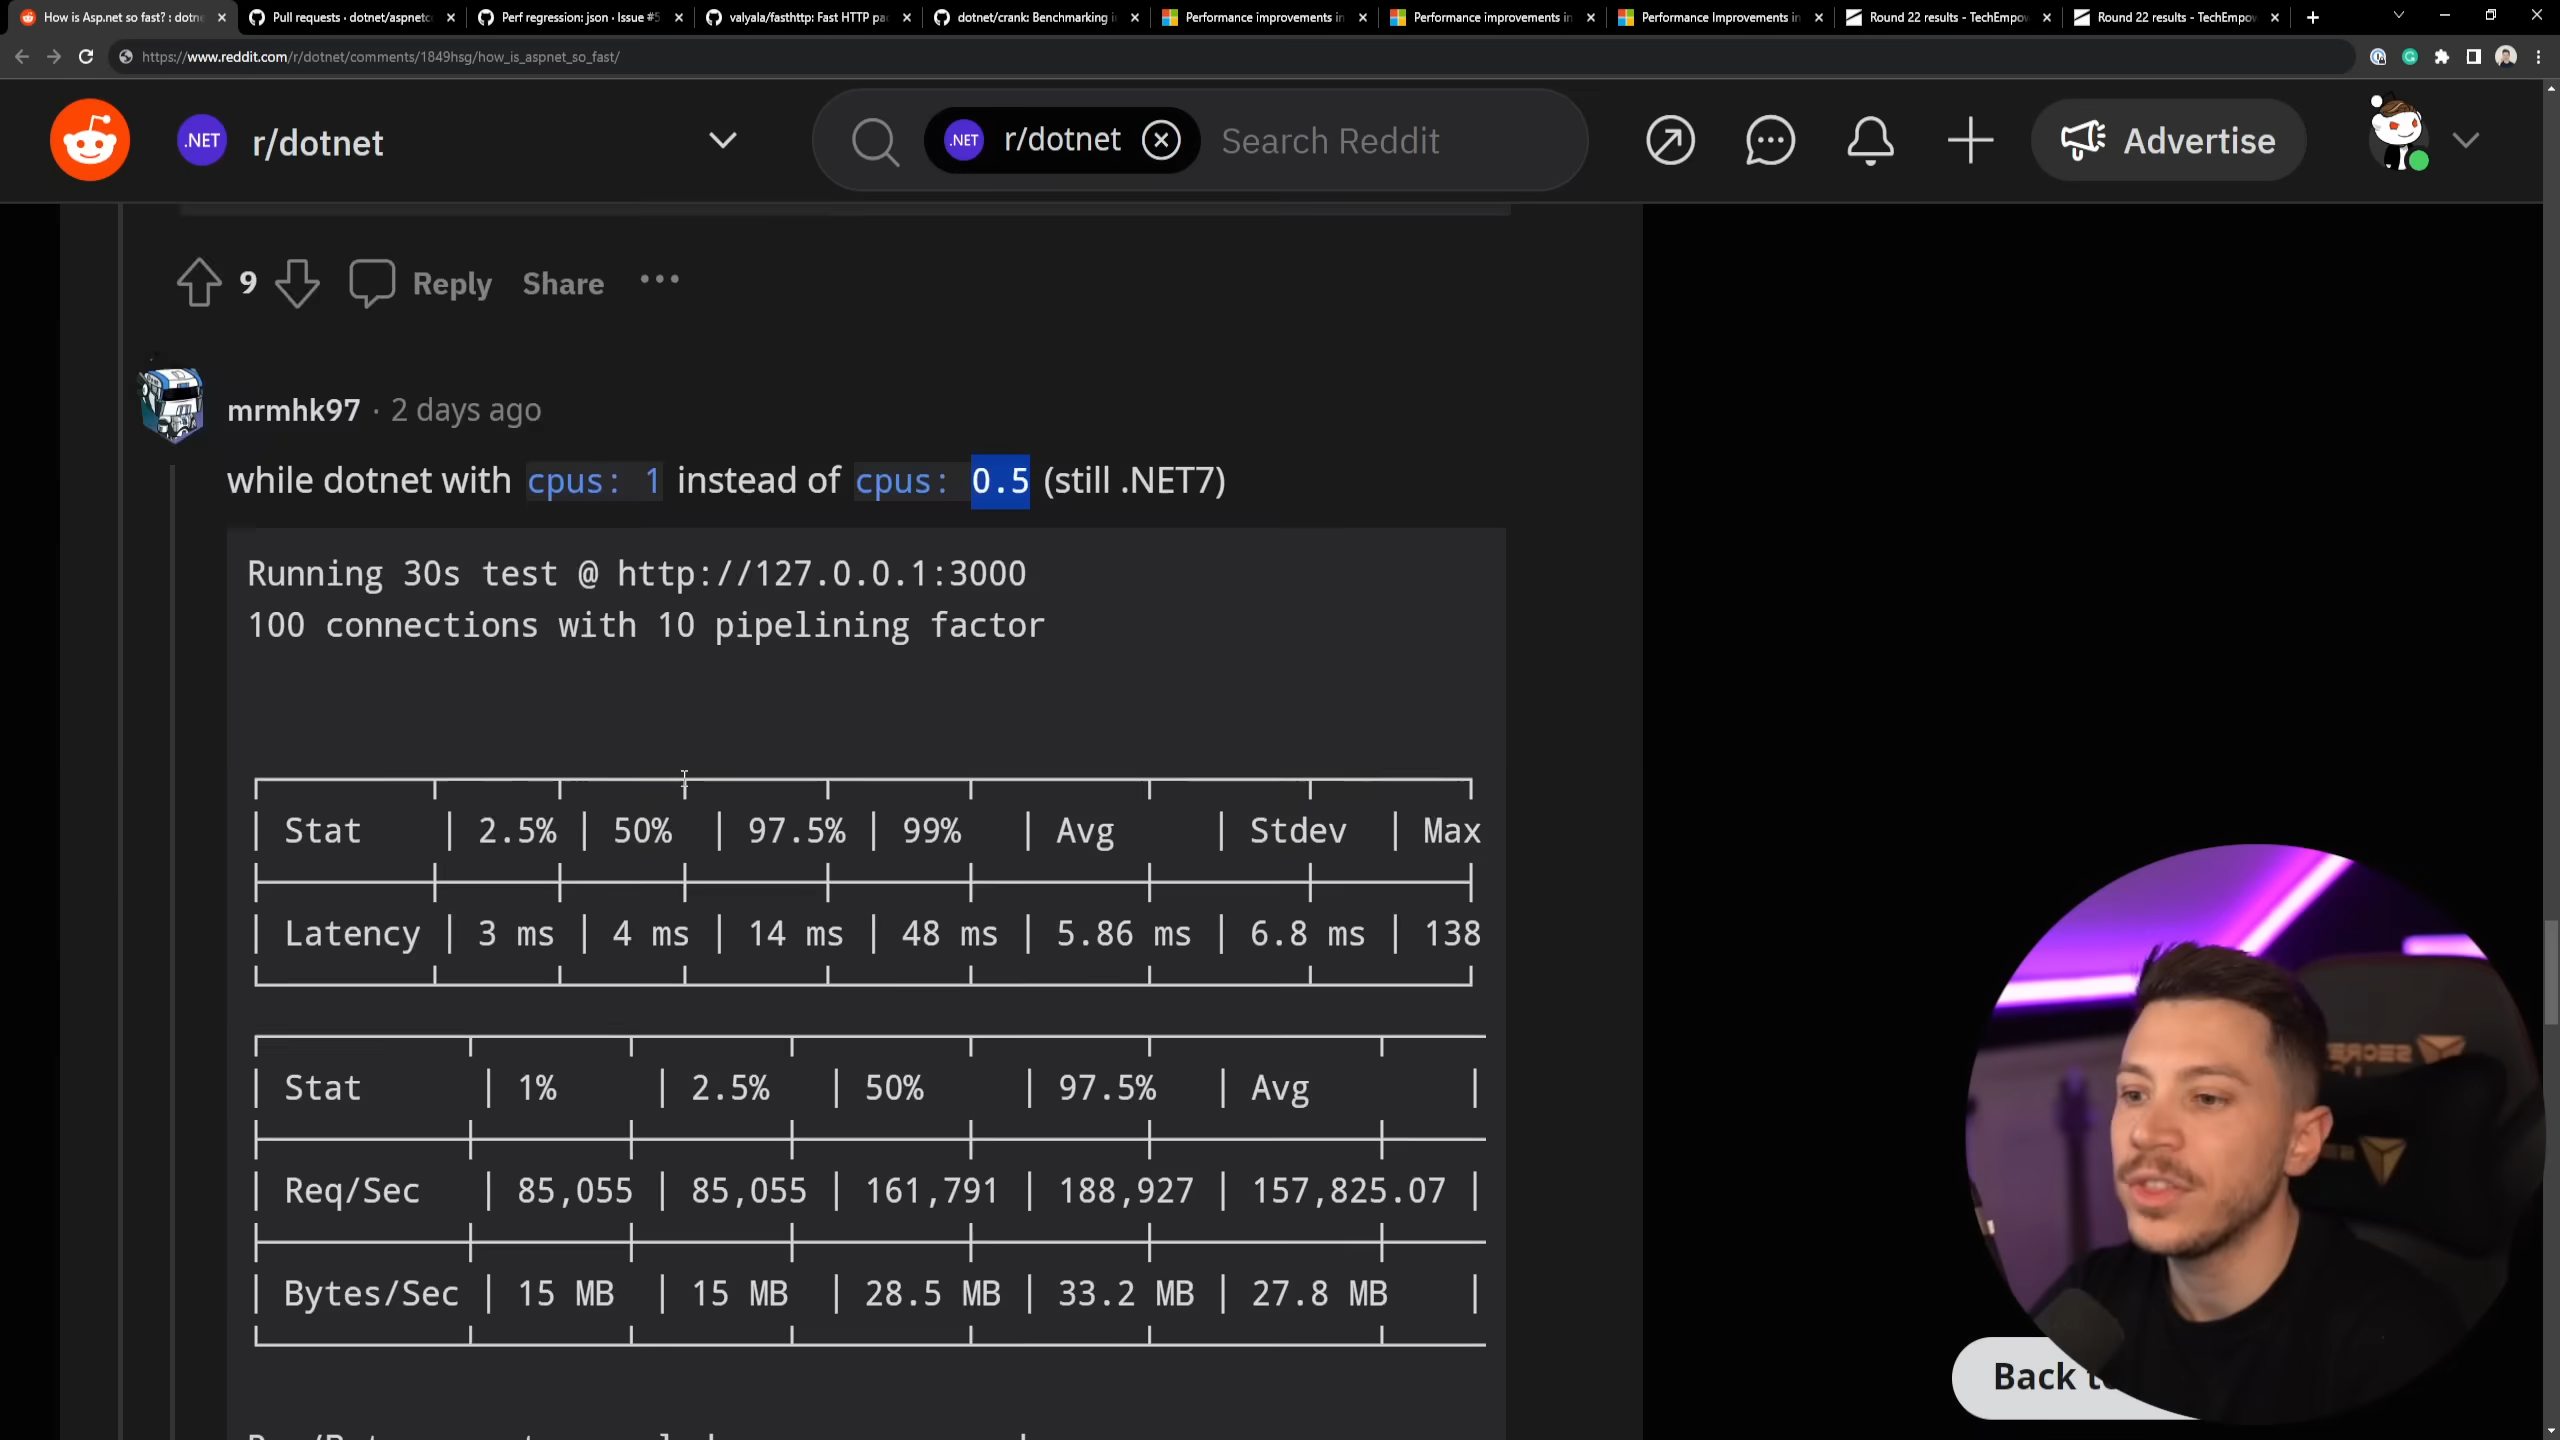 How is Asp.net so fast? : dotne
Pull requests · dotnet/aspnetco
Perf regression: json · Issue #5
valyala/fasthttp: Fast HTTP pac
dotnet/crank: Benchmarking i
Performance improvements in
Performance improvements in
Performance Improvements in
Round 22 results - TechEmpow
Round 22 results - TechEmpow
https://www.reddit.com/r/dotnet/comments/1849hsg/how_is_aspnet_so_fast/
.NET r/dotnet
.NET r/dotnet Search Reddit
Advertise
9 Reply Share ···
mrmhk97 · 2 days ago
while dotnet with cpus: 1 instead of cpus: 0.5 (still .NET7)
Running 30s test @ http://127.0.0.1:3000
100 connections with 10 pipelining factor
│ Stat │ 2.5% │ 50% │ 97.5% │ 99% │ Avg │ Stdev │ Max
│ Latency │ 3 ms │ 4 ms │ 14 ms │ 48 ms │ 5.86 ms │ 6.8 ms │ 138
│ Stat │ 1% │ 2.5% │ 50% │ 97.5% │ Avg │
│ Req/Sec │ 85,055 │ 85,055 │ 161,791 │ 188,927 │ 157,825.07 │
│ Bytes/Sec │ 15 MB │ 15 MB │ 28.5 MB │ 33.2 MB │ 27.8 MB │
Back